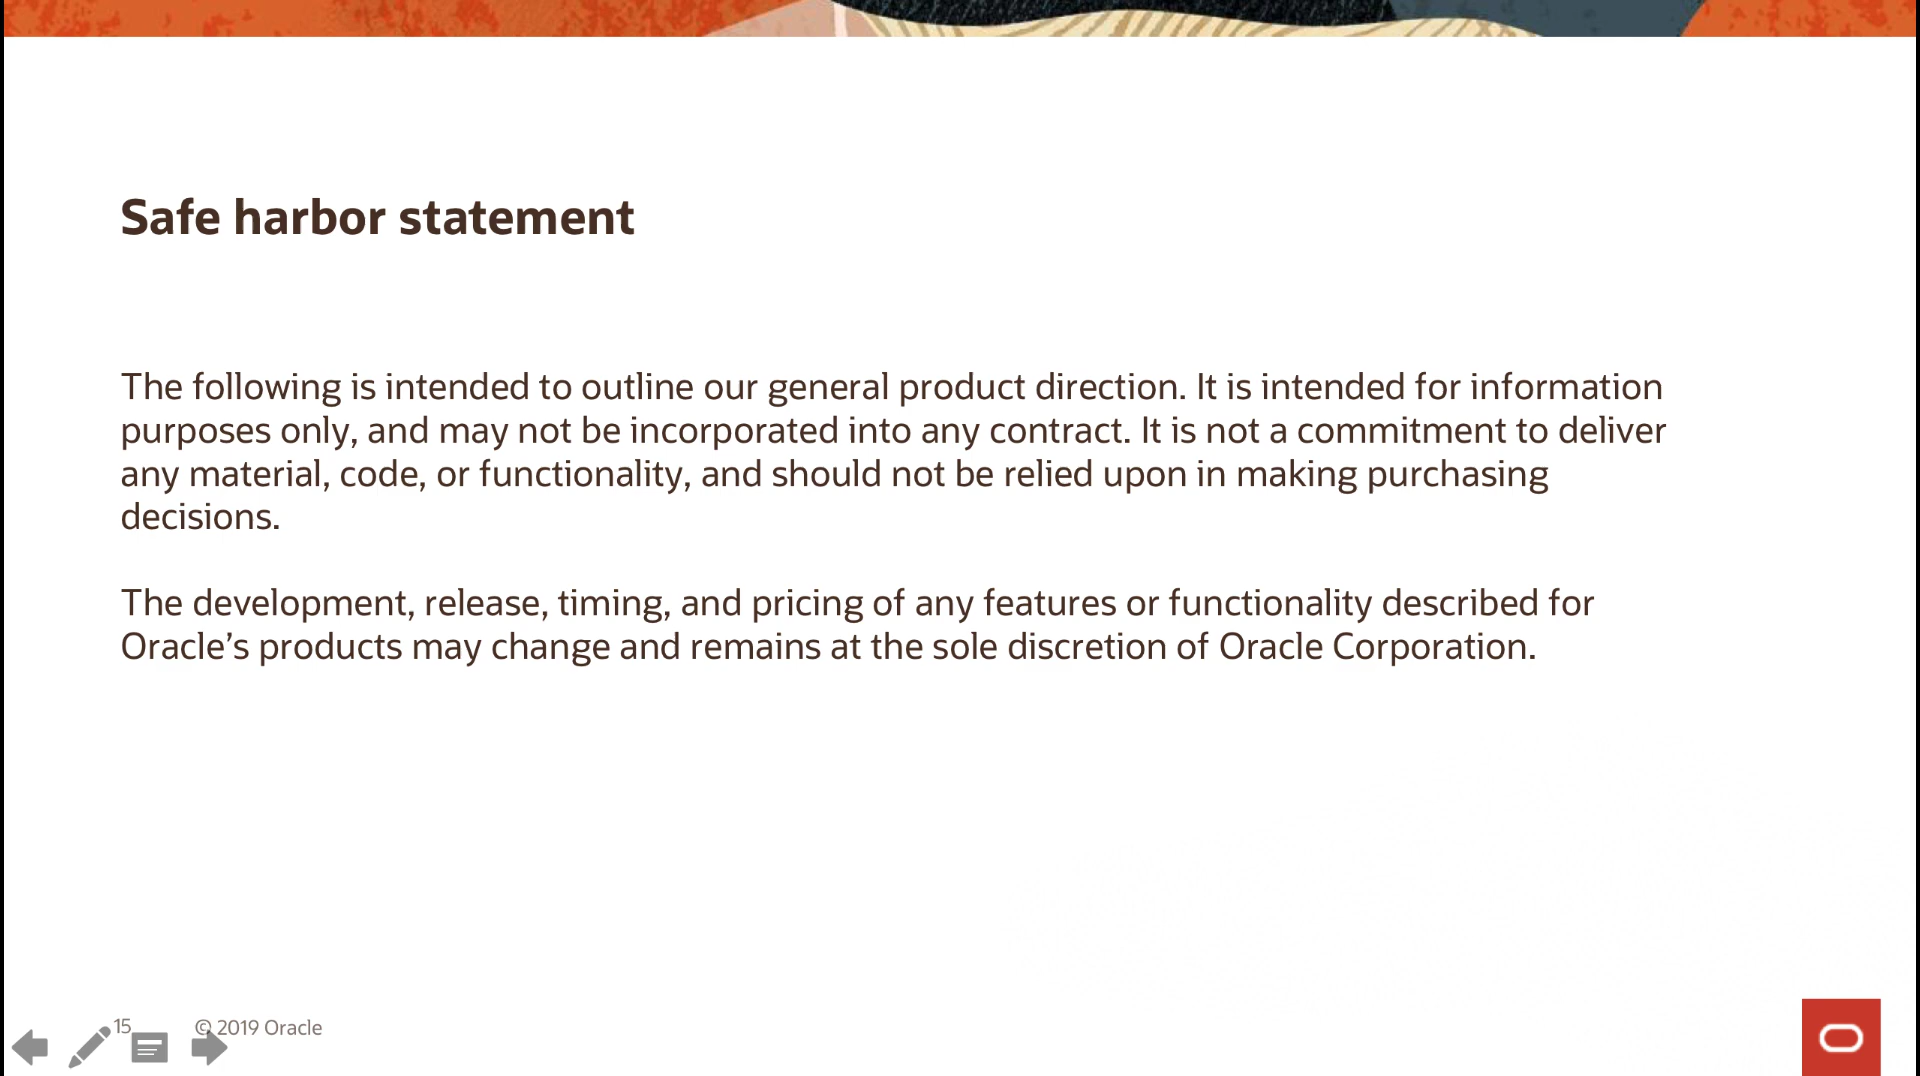 Safe harbor statement
The following is intended to outline our general product direction. It is intended for information
purposes only, and may not be incorporated into any contract. It is not a commitment to deliver
any material, code, or functionality, and should not be relied upon in making purchasing
decisions.
The development, release, timing, and pricing of any features or functionality described for
Oracle’s products may change and remains at the sole discretion of Oracle Corporation.
15 © 2019 Oracle